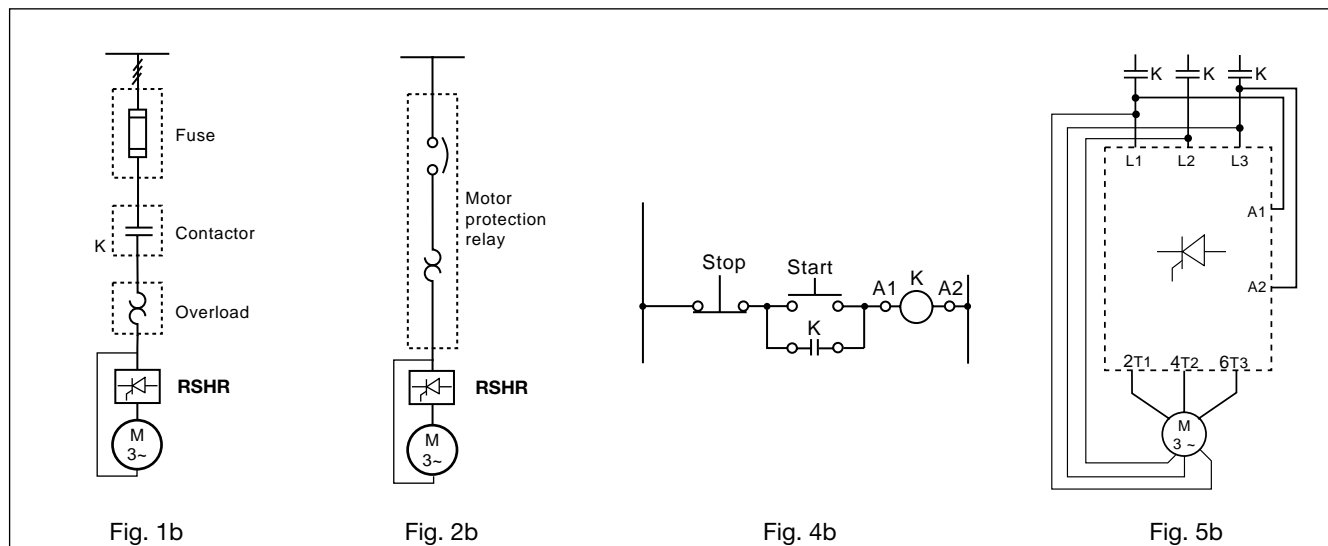 Fuse
K
Contactor
Overload
RSHR
M
3~
Fig. 1b
Motor
protection
relay
RSHR
M
3~
Fig. 2b
Stop
Start
A1
K
A2
K
Fig. 4b
K
K
K
L1
L2
L3
A1
A2
2T1
4T2
6T3
M
3 ~
Fig. 5b